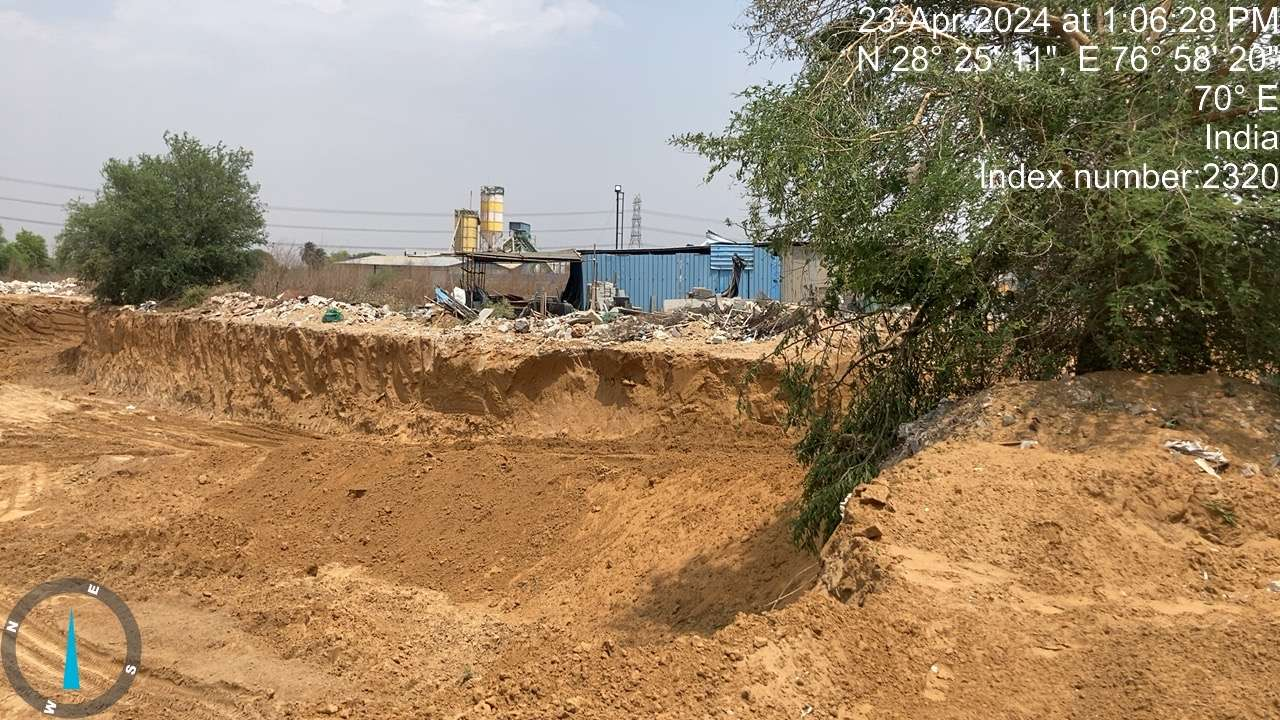 23-Apr-2024 at 1:06:28 PM
N 28° 25' 11", E 76° 58' 20"
70° E
India
Index number:2320
N
E
S
W